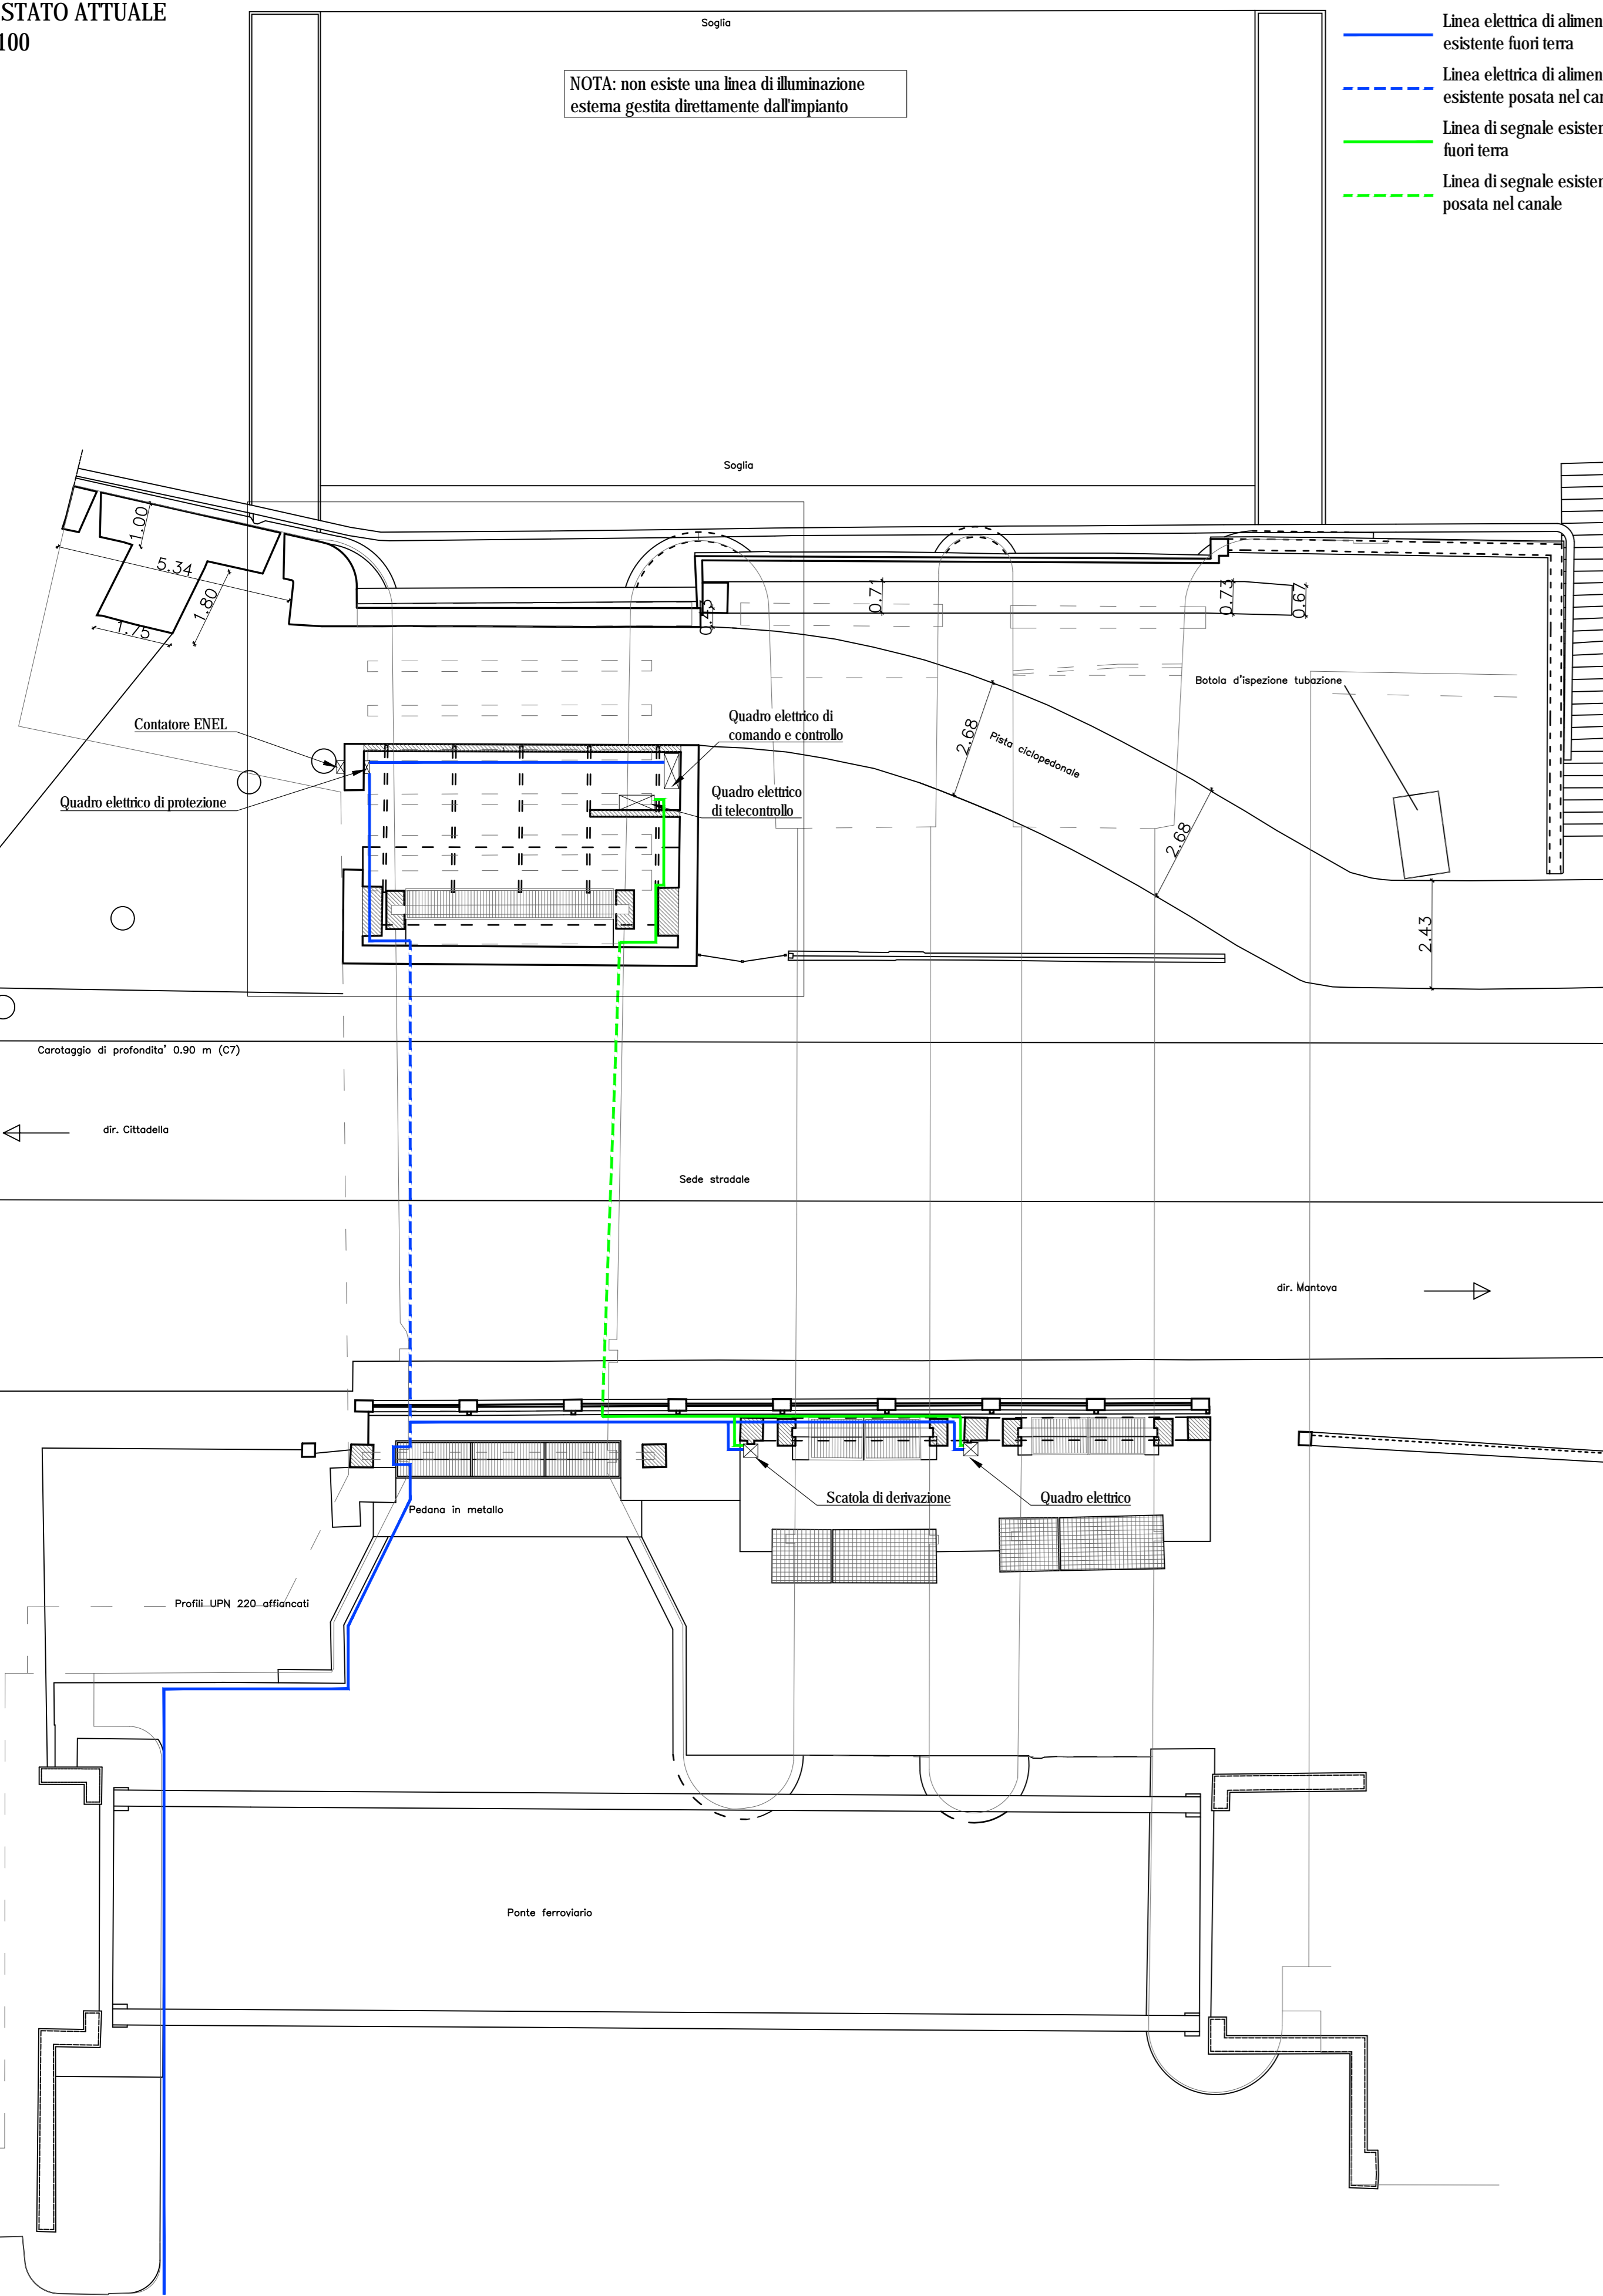 STATO ATTUALE
100
Soglia
NOTA: non esiste una linea di illuminazione
esterna gestita direttamente dall'impianto
Linea elettrica di alimen
esistente fuori terra
Linea elettrica di alimen
esistente posata nel can
Linea di segnale esisten
fuori terra
Linea di segnale esisten
posata nel canale
Soglia
1.00
5.34
1.80
1.75
0.43
0.71
0.73
0.67
Botola d'ispezione tubazione
Contatore ENEL
Quadro elettrico di
comando e controllo
2.68
Pista ciclopedonale
Quadro elettrico di protezione
Quadro elettrico
di telecontrollo
2.68
2.43
Carotaggio di profondita' 0.90 m (C7)
dir. Cittadella
Sede stradale
dir. Mantova
Scatola di derivazione
Quadro elettrico
Pedana in metallo
Profili UPN 220 affiancati
Ponte ferroviario